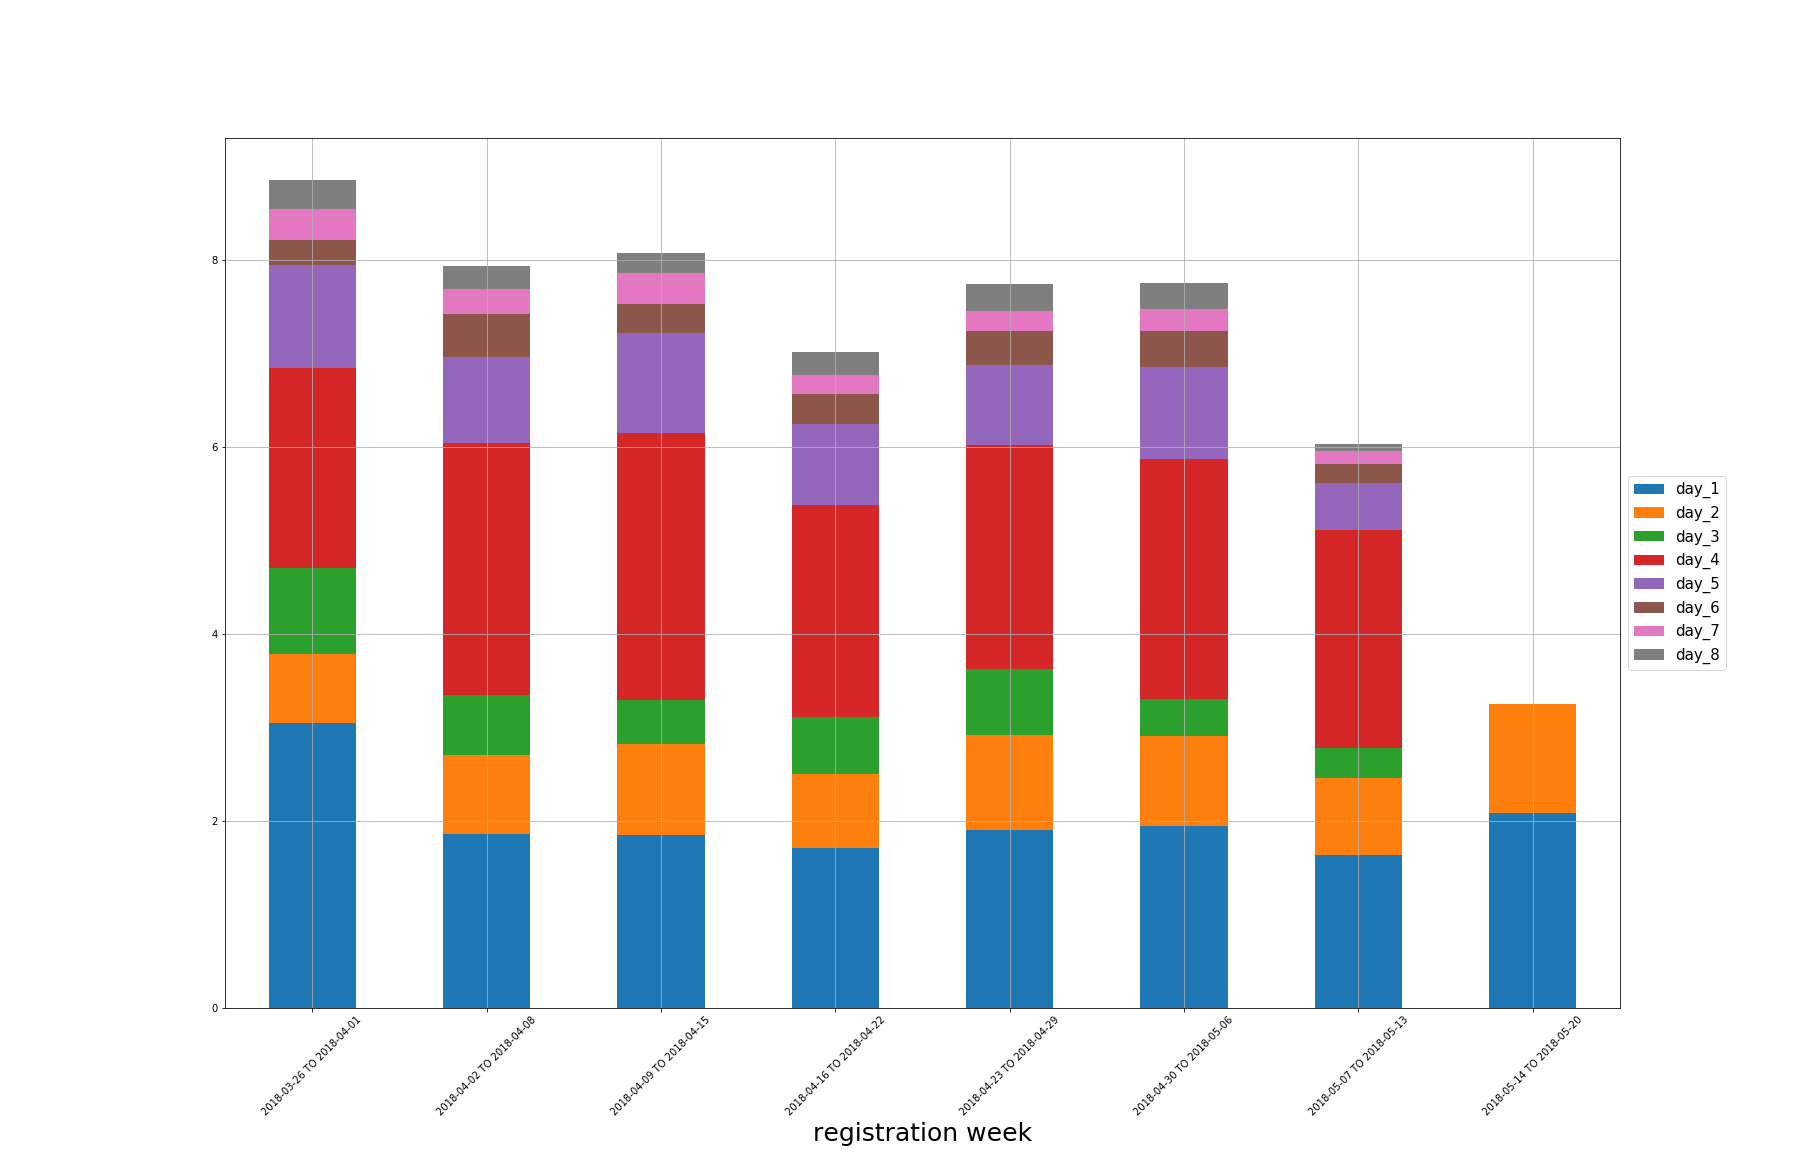 8
6
4
2
0
day_1
day_2
day_3
day_4
day_5
day_6
day_7
day_8
2018-03-26 TO 2018-04-01
2018-04-02 TO 2018-04-08
2018-04-09 TO 2018-04-15
2018-04-16 TO 2018-04-22
2018-04-23 TO 2018-04-29
2018-04-30 TO 2018-05-06
2018-05-07 TO 2018-05-13
2018-05-14 TO 2018-05-20
registration week